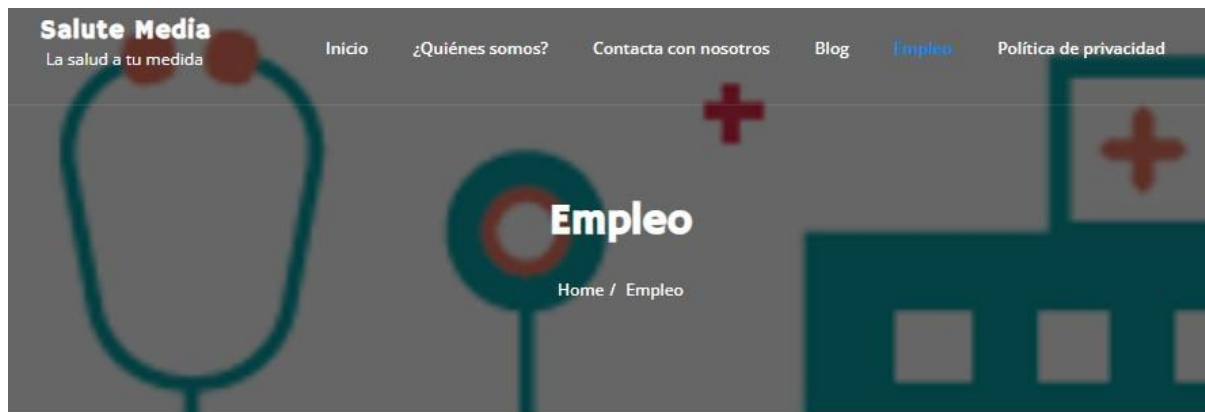 Salute Media
La salud a tu medida
Inicio ¿Quiénes somos? Contacta con nosotros Blog Empleo Política de privacidad
Empleo
Home / Empleo